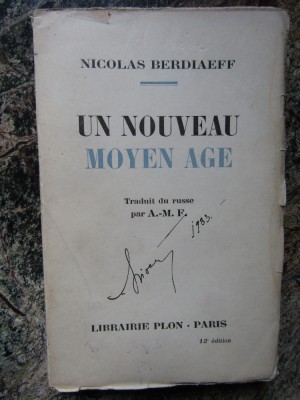 NICOLAS BERDIAEFF
UN NOUVEAU
MOYEN AGE
Traduit du russe
par A.-M. F.
1933.
LIBRAIRIE PLON - PARIS
12e édition